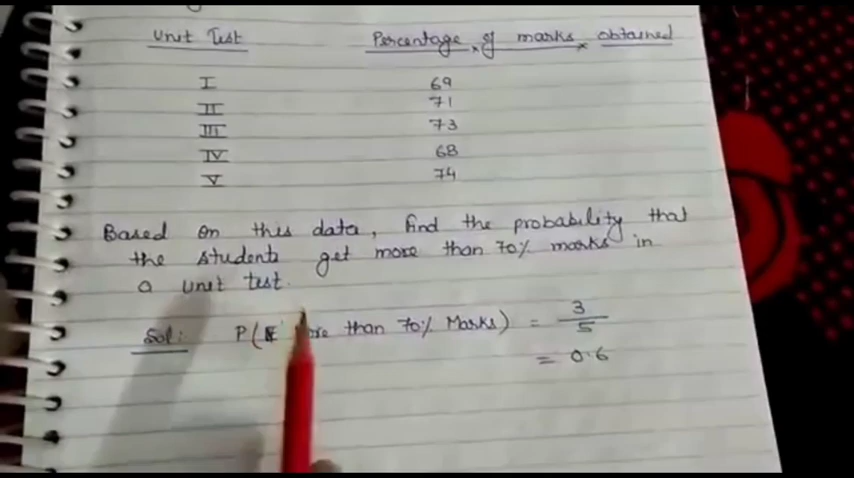 Unit Test Percentage of marks obtained
I 69
II 71
III 73
IV 68
V 74
Based on this data, find the probability that
the students get more than 70% marks in
a unit test.
Sol: P( than 70% Marks) = 3/5
= 0.6